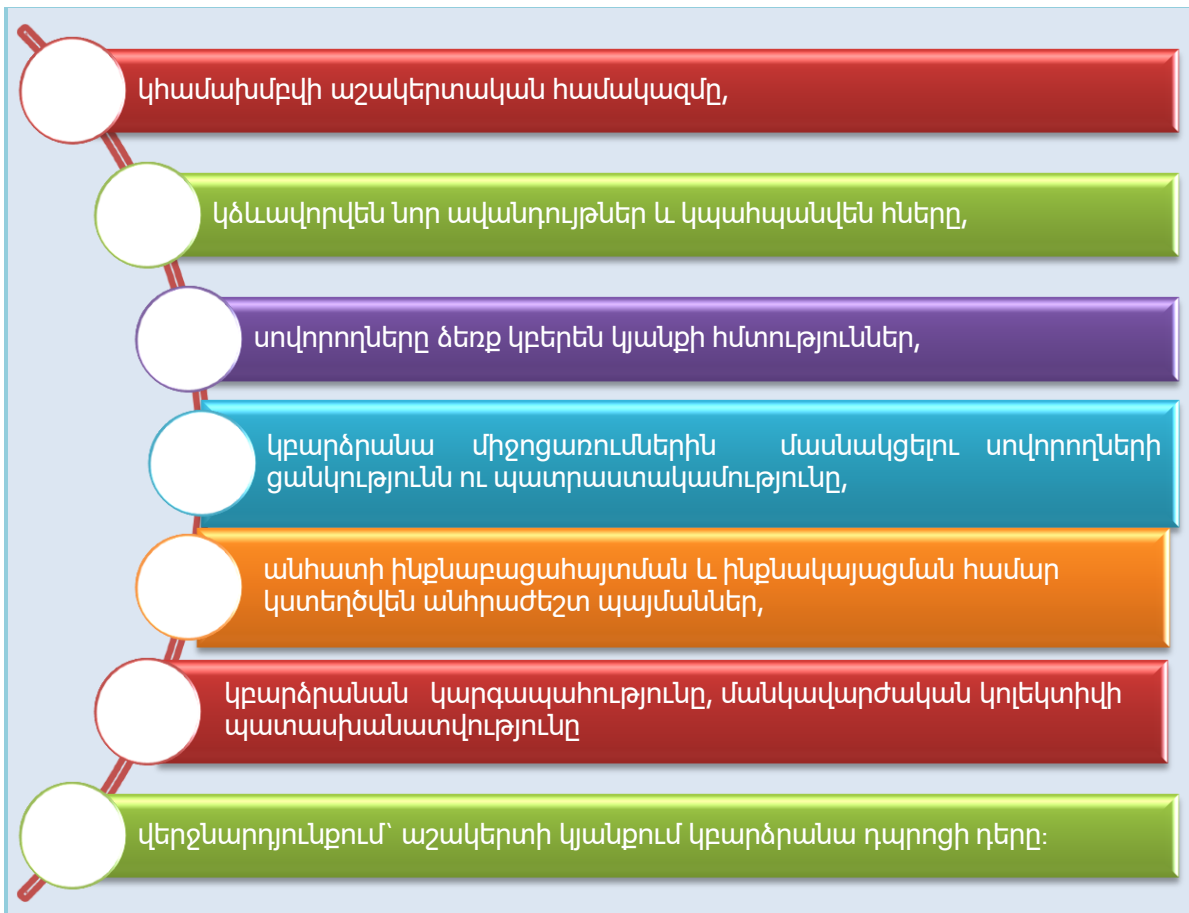 կհամախմբվի աշակերտական համակազմը,
կձևավորվեն նոր ավանդույթներ և կպահպանվեն հները,
սովորողները ձեռք կբերեն կյանքի հմտություններ,
կբարձրանա միջոցառումներին մասնակցելու սովորողների
ցանկությունն ու պատրաստակամությունը,
անհատի ինքնաբացահայտման և ինքնակայացման համար
կստեղծվեն անհրաժեշտ պայմաններ,
կբարձրանան կարգապահությունը, մանկավարժական կոլեկտիվի
պատասխանատվությունը
վերջնարդյունքում՝ աշակերտի կյանքում կբարձրանա դպրոցի դերը։